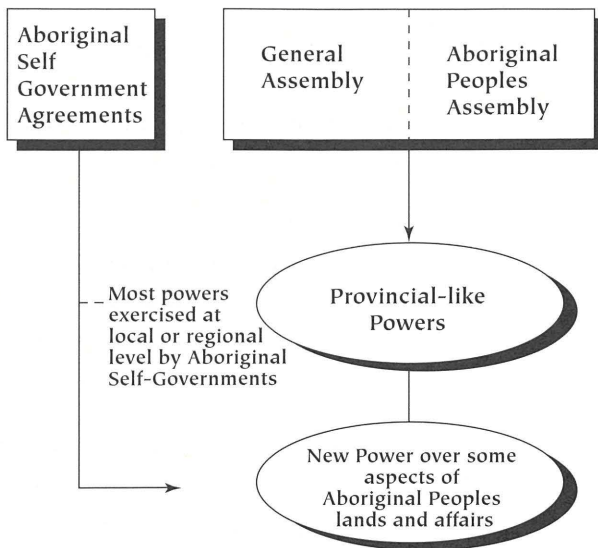 Aboriginal
Self
Government
Agreements
General
Assembly
Aboriginal
Peoples
Assembly
Most powers
exercised at
local or regional
level by Aboriginal
Self-Governments
Provincial-like
Powers
New Power over some
aspects of
Aboriginal Peoples
lands and affairs